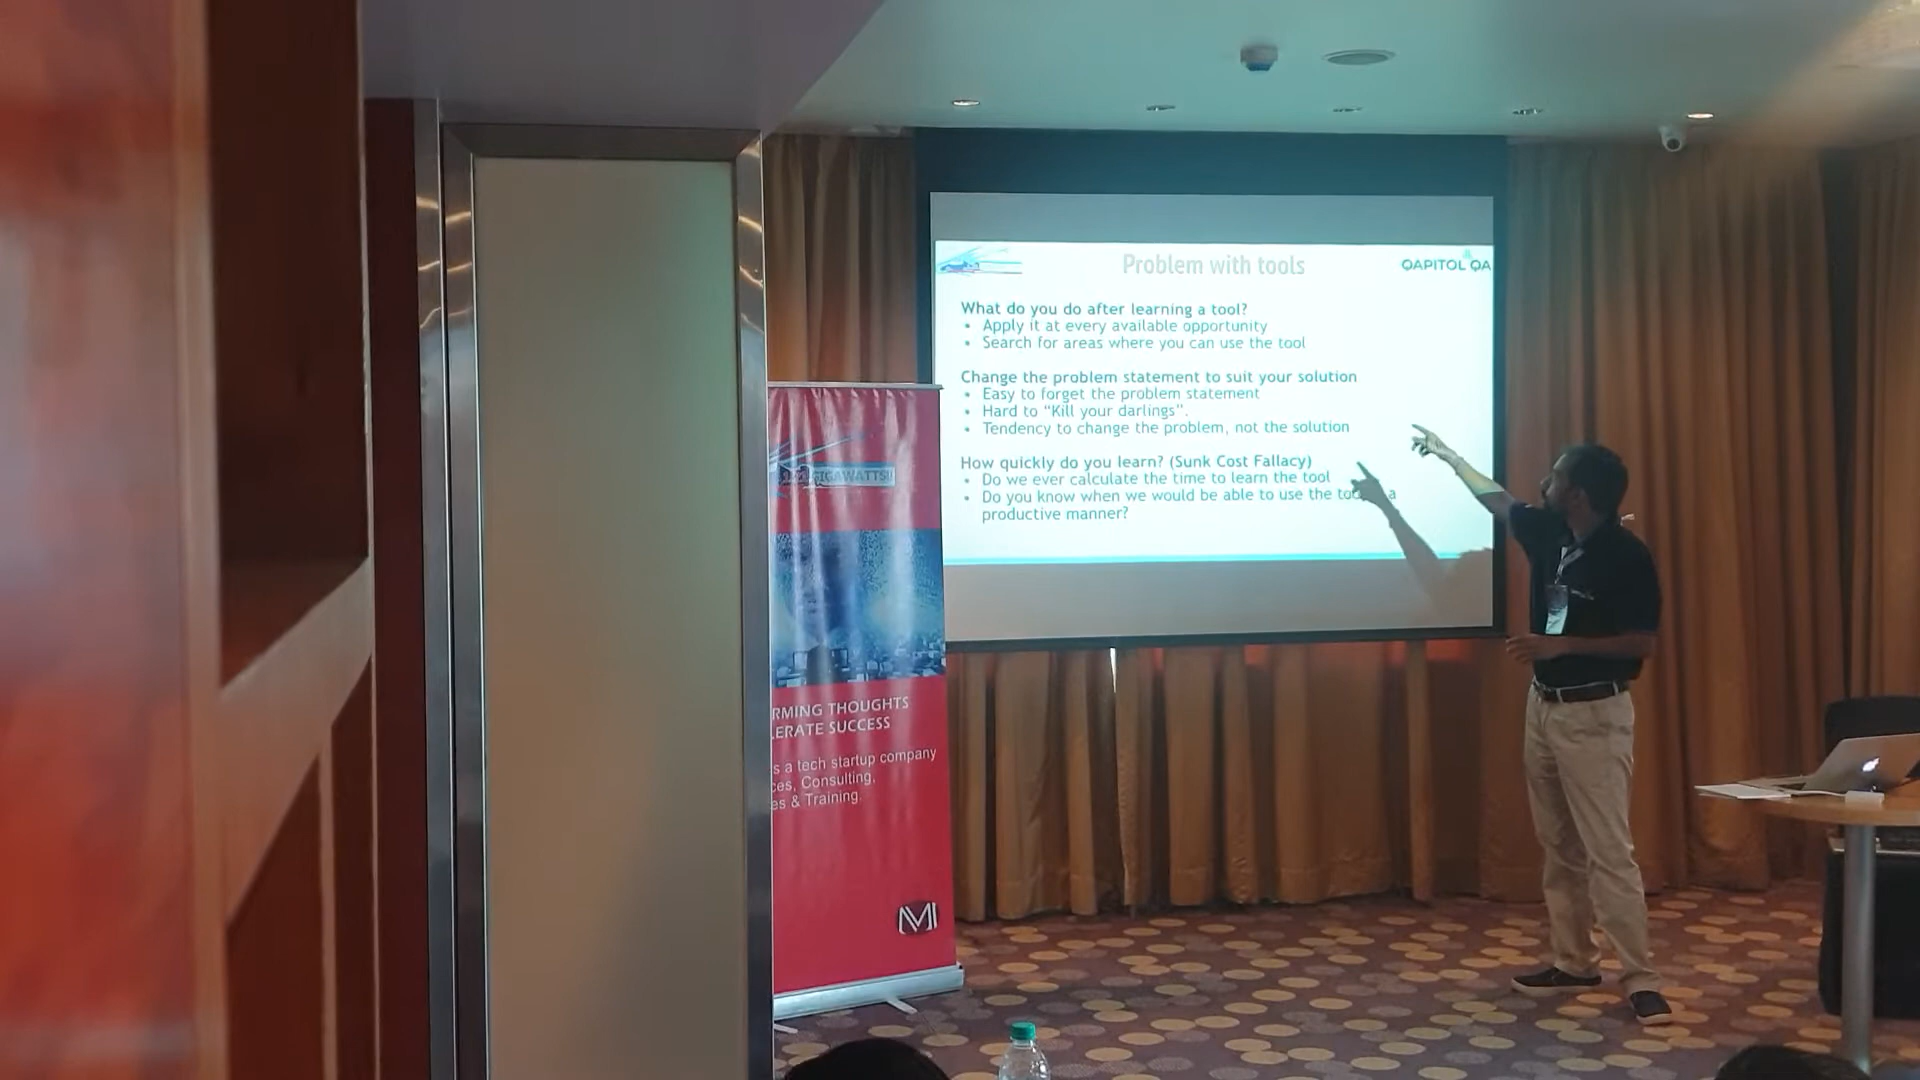 Problem with tools
QAPITOL QA
What do you do after learning a tool?
• Apply it at every available opportunity
• Search for areas where you can use the tool
Change the problem statement to suit your solution
• Easy to forget the problem statement
• Hard to “Kill your darlings”.
• Tendency to change the problem, not the solution
How quickly do you learn? (Sunk Cost Fallacy)
• Do we ever calculate the time to learn the tool
• Do you know when we would be able to use the a
productive manner?
GIGAWATTS!
RMING THOUGHTS
ERATE SUCCESS
s a tech startup company
ces, Consulting,
es & Training.